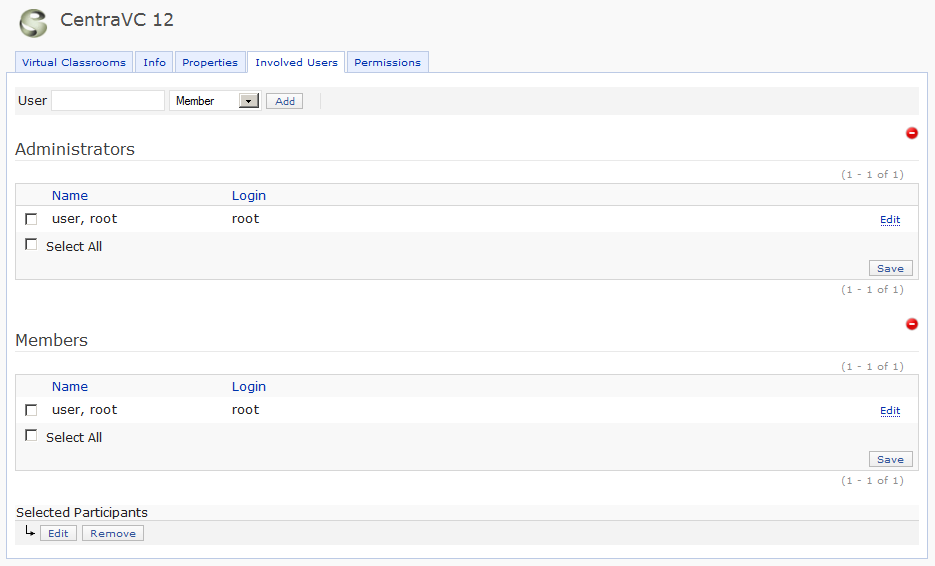 CentraVC 12
Virtual Classrooms Info Properties Involved Users Permissions
User Member Add
Administrators
(1 - 1 of 1)
Name Login
user, root root Edit
Select All
Save
(1 - 1 of 1)
Members
(1 - 1 of 1)
Name Login
user, root root Edit
Select All
Save
(1 - 1 of 1)
Selected Participants
Edit Remove